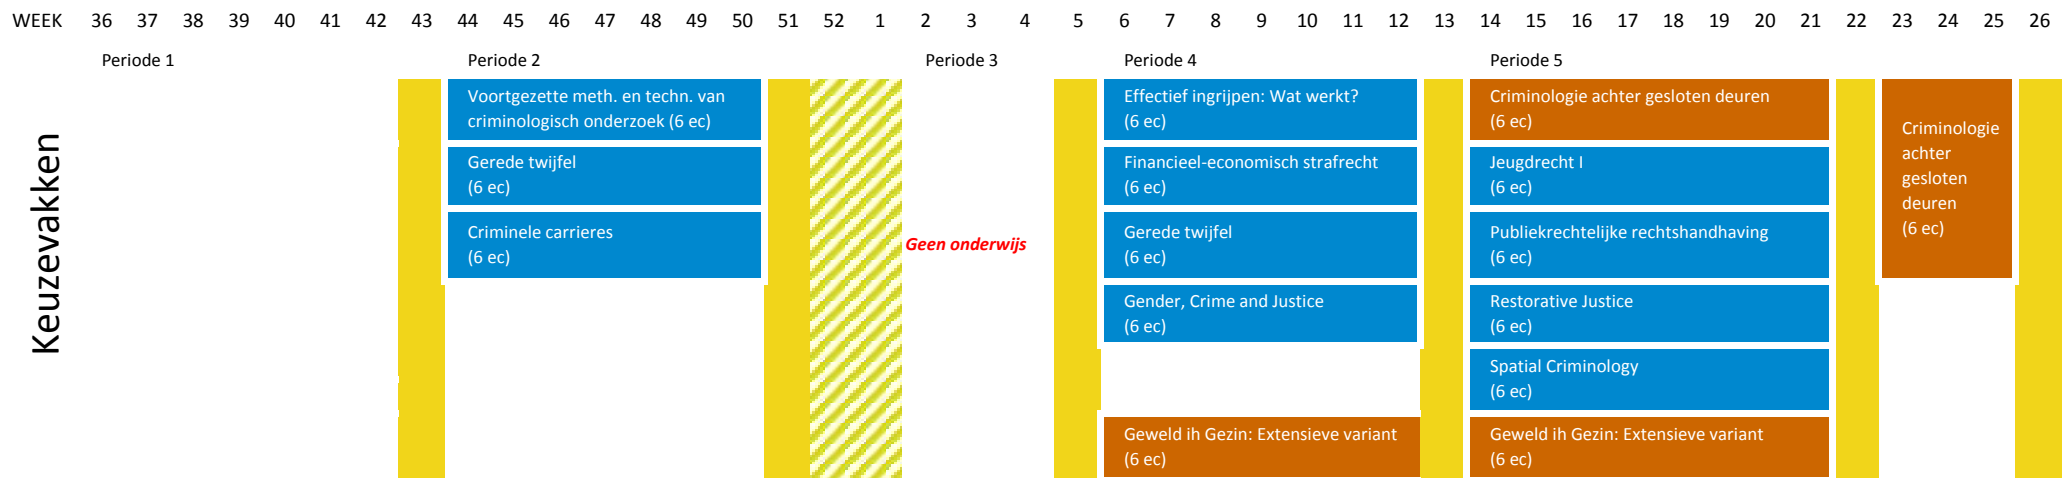 WEEK 36 37 38 39 40 41 42 43 44 45 46 47 48 49 50 51 52 1 2 3 4 5 6 7 8 9 10 11 12 13 14 15 16 17 18 19 20 21 22 23 24 25 26
Periode 1 Periode 2 Periode 3 Periode 4 Periode 5
Keuzevakken
Voortgezette meth. en techn. van
criminologisch onderzoek (6 ec)
Gerede twijfel
(6 ec)
Criminele carrieres
(6 ec)
Geen onderwijs
Effectief ingrijpen: Wat werkt?
(6 ec)
Financieel-economisch strafrecht
(6 ec)
Gerede twijfel
(6 ec)
Gender, Crime and Justice
(6 ec)
Geweld ih Gezin: Extensieve variant
(6 ec)
Criminologie achter gesloten deuren
(6 ec)
Jeugdrecht I
(6 ec)
Publiekrechtelijke rechtshandhaving
(6 ec)
Restorative Justice
(6 ec)
Spatial Criminology
(6 ec)
Geweld ih Gezin: Extensieve variant
(6 ec)
Criminologie
achter
gesloten
deuren
(6 ec)